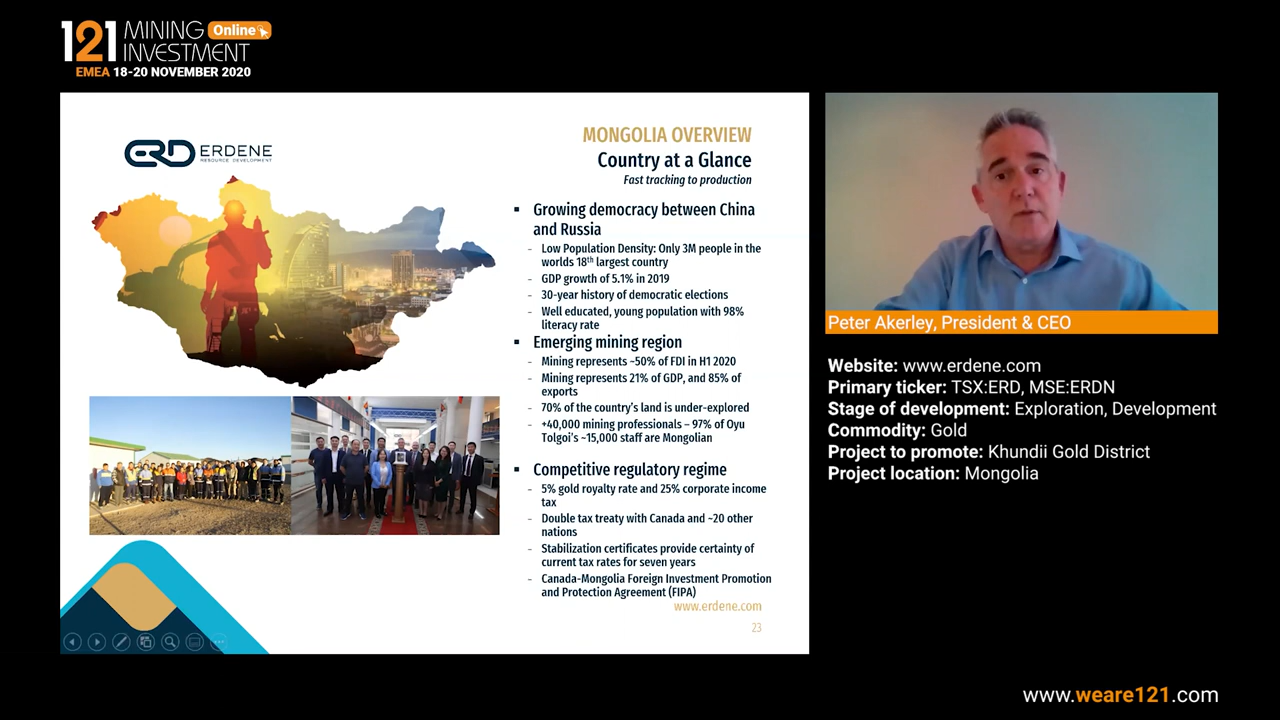 121 MINING Online
INVESTMENT
EMEA 18-20 NOVEMBER 2020
ERD ERDENE
RESOURCE DEVELOPMENT
MONGOLIA OVERVIEW
Country at a Glance
Fast tracking to production
▪ Growing democracy between China
and Russia
- Low Population Density: Only 3M people in the
worlds 18th largest country
- GDP growth of 5.1% in 2019
- 30-year history of democratic elections
- Well educated, young population with 98%
literacy rate
▪ Emerging mining region
- Mining represents ~50% of FDI in H1 2020
- Mining represents 21% of GDP, and 85% of
exports
- 70% of the country's land is under-explored
- +40,000 mining professionals – 97% of Oyu
Tolgoi's ~15,000 staff are Mongolian
▪ Competitive regulatory regime
- 5% gold royalty rate and 25% corporate income
tax
- Double tax treaty with Canada and ~20 other
nations
- Stabilization certificates provide certainty of
current tax rates for seven years
- Canada-Mongolia Foreign Investment Promotion
and Protection Agreement (FIPA)
www.erdene.com
23
Peter Akerley, President & CEO
Website: www.erdene.com
Primary ticker: TSX:ERD, MSE:ERDN
Stage of development: Exploration, Development
Commodity: Gold
Project to promote: Khundii Gold District
Project location: Mongolia
www.weare121.com